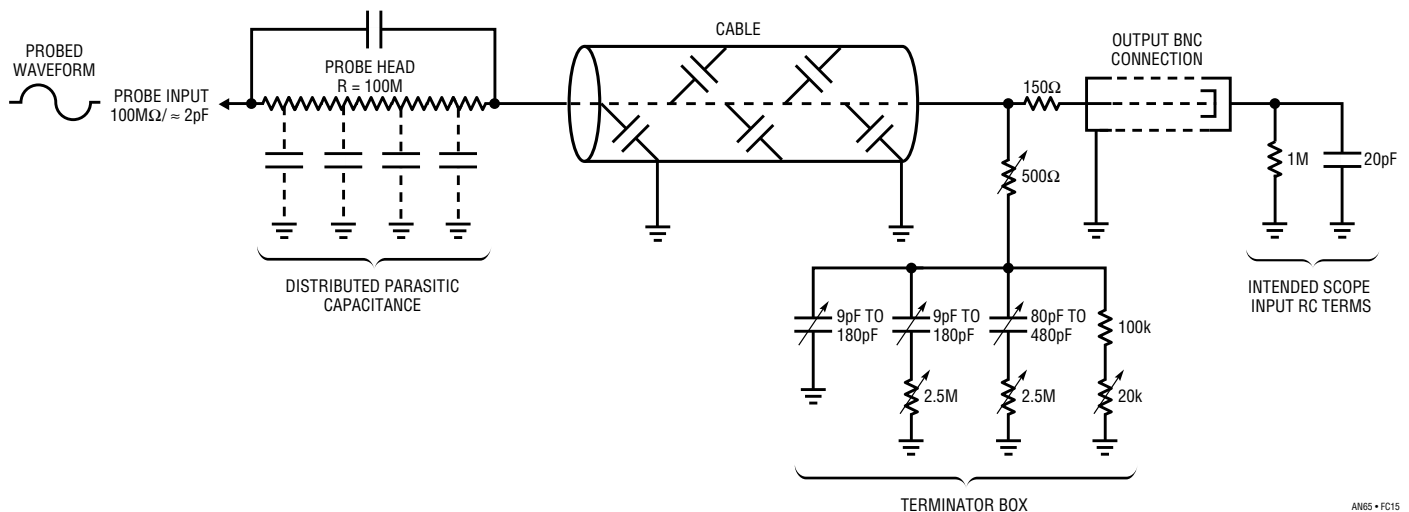 PROBED
WAVEFORM
PROBE INPUT
100MΩ/ ≈ 2pF
PROBE HEAD
R = 100M
DISTRIBUTED PARASITIC
CAPACITANCE
CABLE
150Ω
500Ω
OUTPUT BNC
CONNECTION
1M
20pF
INTENDED SCOPE
INPUT RC TERMS
9pF TO
180pF
9pF TO
180pF
2.5M
80pF TO
480pF
2.5M
100k
20k
TERMINATOR BOX
AN65 • FC15